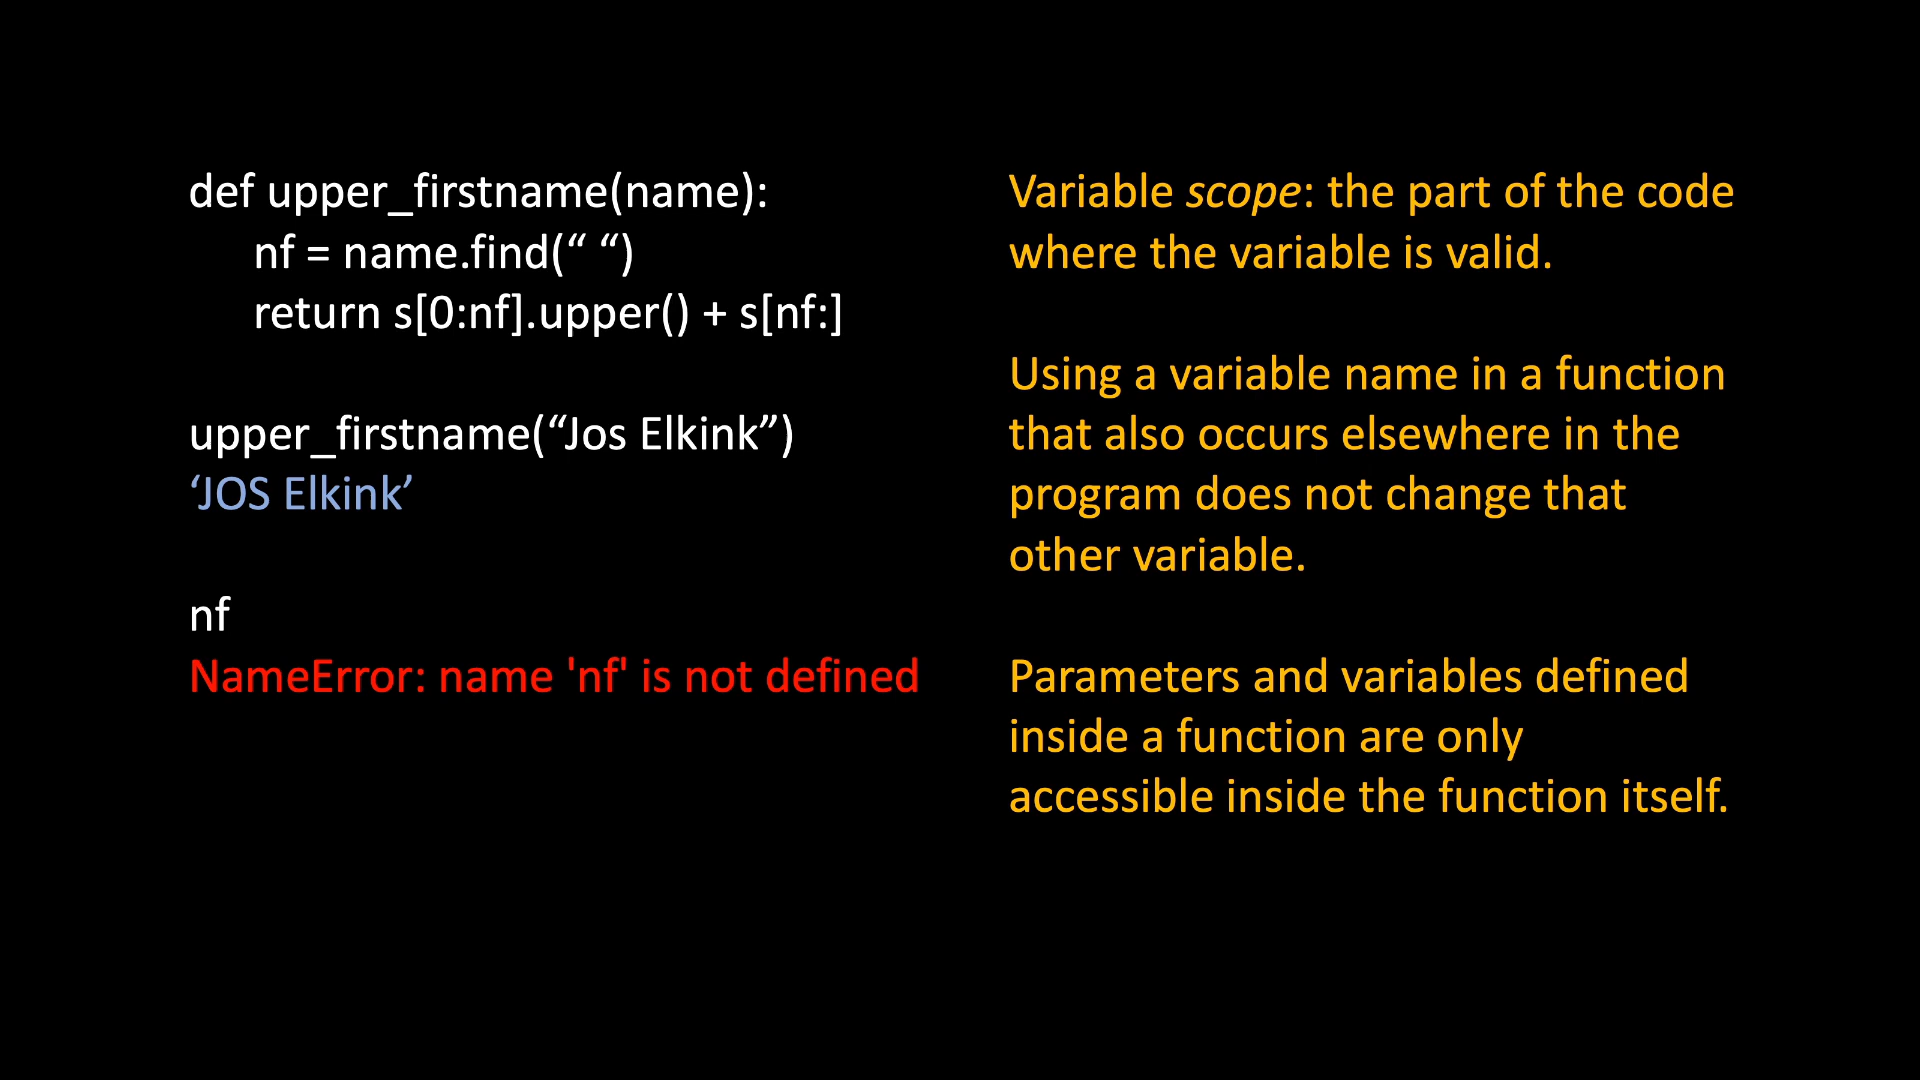 def upper_firstname(name):
nf = name.find(“ “)
return s[0:nf].upper() + s[nf:]
upper_firstname(“Jos Elkink”)
‘JOS Elkink’
nf
NameError: name 'nf' is not defined
Variable scope: the part of the code
where the variable is valid.
Using a variable name in a function
that also occurs elsewhere in the
program does not change that
other variable.
Parameters and variables defined
inside a function are only
accessible inside the function itself.